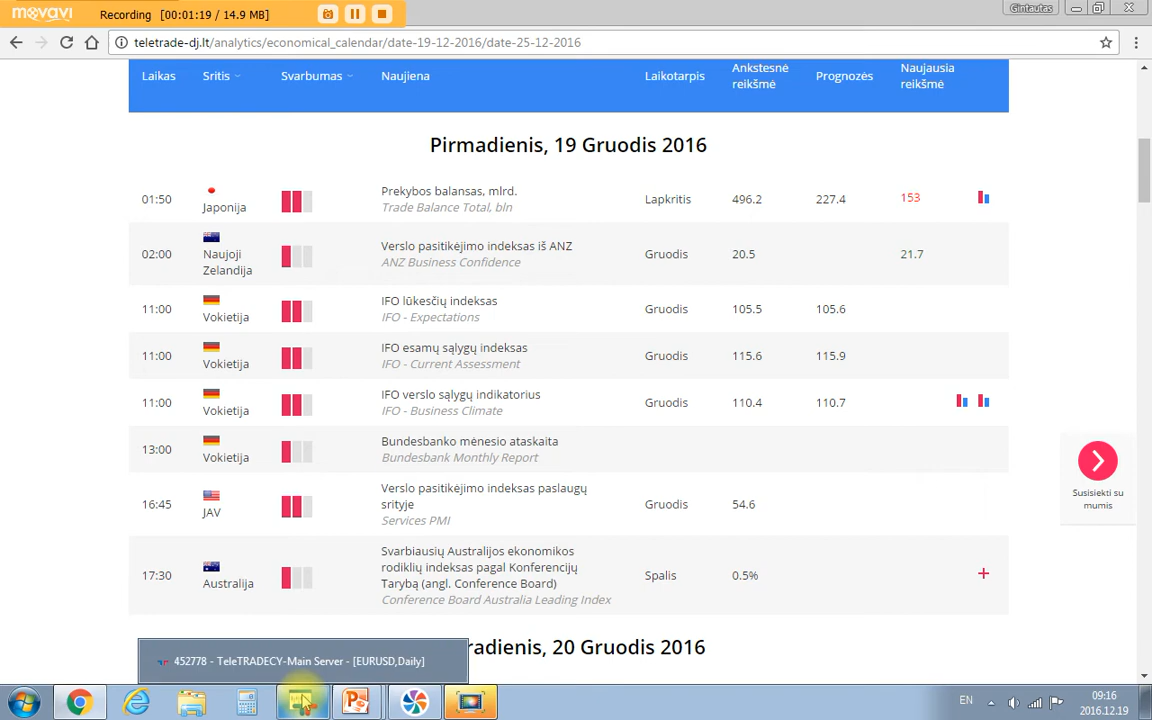 movavi Recording [00:01:19 / 14.9 MB] Gintautas
teletrade-dj.lt/analytics/economical_calendar/date-19-12-2016/date-25-12-2016
Laikas Sritis Svarbumas Naujiena Laikotarpis Ankstesnė reikšmė Prognozės Naujausia reikšmė
Pirmadienis, 19 Gruodis 2016
01:50 Japonija Prekybos balansas, mlrd. Lapkritis 496.2 227.4 153
Trade Balance Total, bln
02:00 Naujoji Zelandija Verslo pasitikėjimo indeksas iš ANZ Gruodis 20.5 21.7
ANZ Business Confidence
11:00 Vokietija IFO lūkesčių indeksas Gruodis 105.5 105.6
IFO - Expectations
11:00 Vokietija IFO esamų sąlygų indeksas Gruodis 115.6 115.9
IFO - Current Assessment
11:00 Vokietija IFO verslo sąlygų indikatorius Gruodis 110.4 110.7
IFO - Business Climate
13:00 Vokietija Bundesbanko mėnesio ataskaita
Bundesbank Monthly Report
16:45 JAV Verslo pasitikėjimo indeksas paslaugų
srityje Gruodis 54.6
Services PMI
17:30 Australija Svarbiausių Australijos ekonomikos
rodiklių indeksas pagal Konferencijų
Tarybą (angl. Conference Board) Spalis 0.5%
Conference Board Australia Leading Index
Susisiekti su
mumis
radienis, 20 Gruodis 2016
452778 - TeleTRADECY-Main Server - [EURUSD,Daily]
EN 09:16
2016.12.19